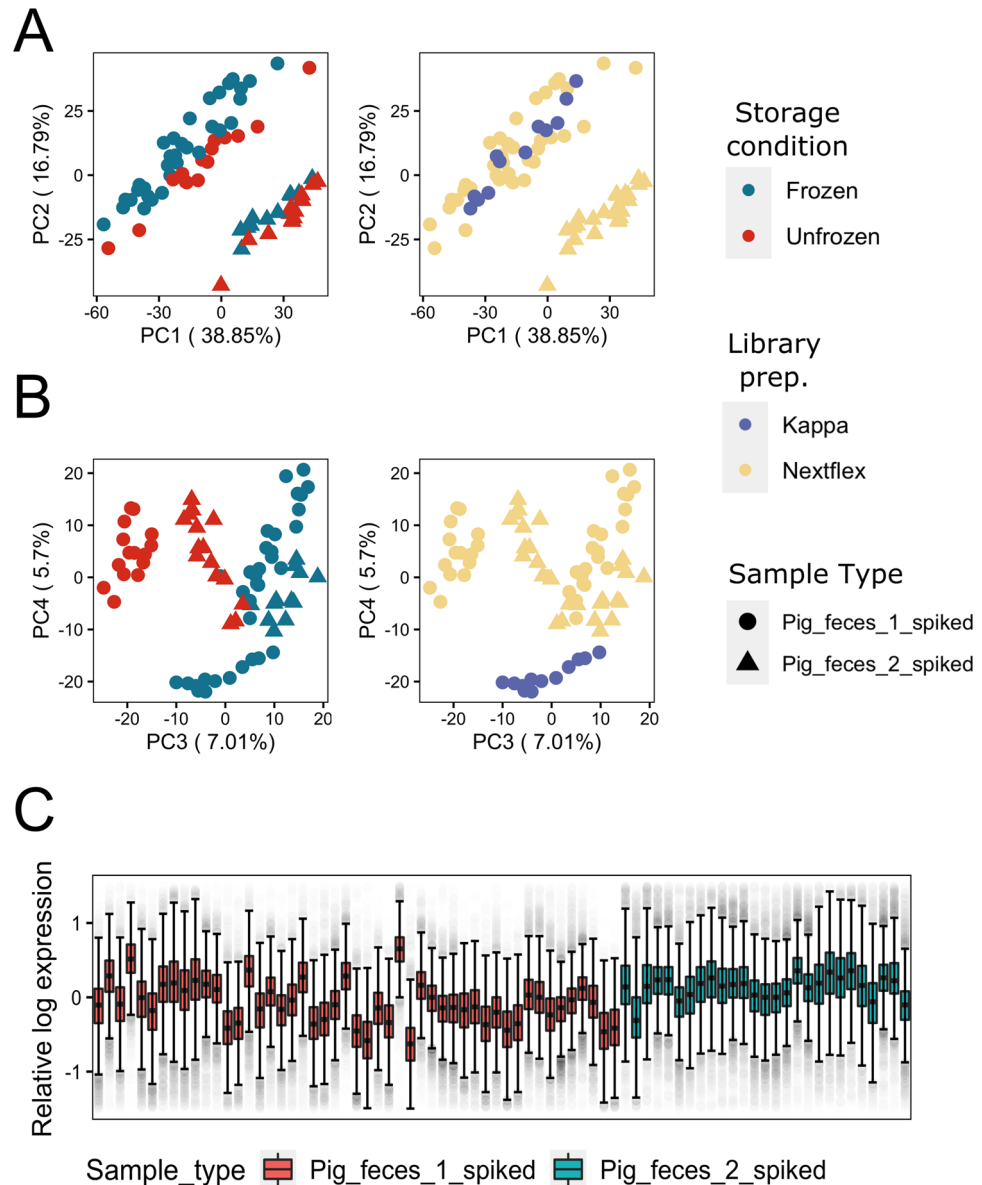 A
25
0
-25
PC2 ( 16.79%)
-60
-30
0
30
PC1 ( 38.85%)
25
0
-25
PC2 ( 16.79%)
-60
-30
0
30
PC1 ( 38.85%)
Storage
condition
Frozen
Unfrozen
Library
prep.
Kappa
Nextflex
Sample Type
Pig_feces_1_spiked
Pig_feces_2_spiked
B
20
10
0
-10
-20
PC4 ( 5.7%)
-20
-10
0
10
20
PC3 ( 7.01%)
20
10
0
-10
-20
PC4 ( 5.7%)
-20
-10
0
10
20
PC3 ( 7.01%)
C
1
0
-1
Relative log expression
Sample_type
Pig_feces_1_spiked
Pig_feces_2_spiked